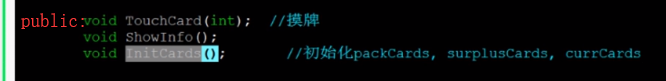 public:void TouchCard(int);  //摸牌
void ShowInfo();
void InitCards();  //初始化packCards, surplusCards, currCards